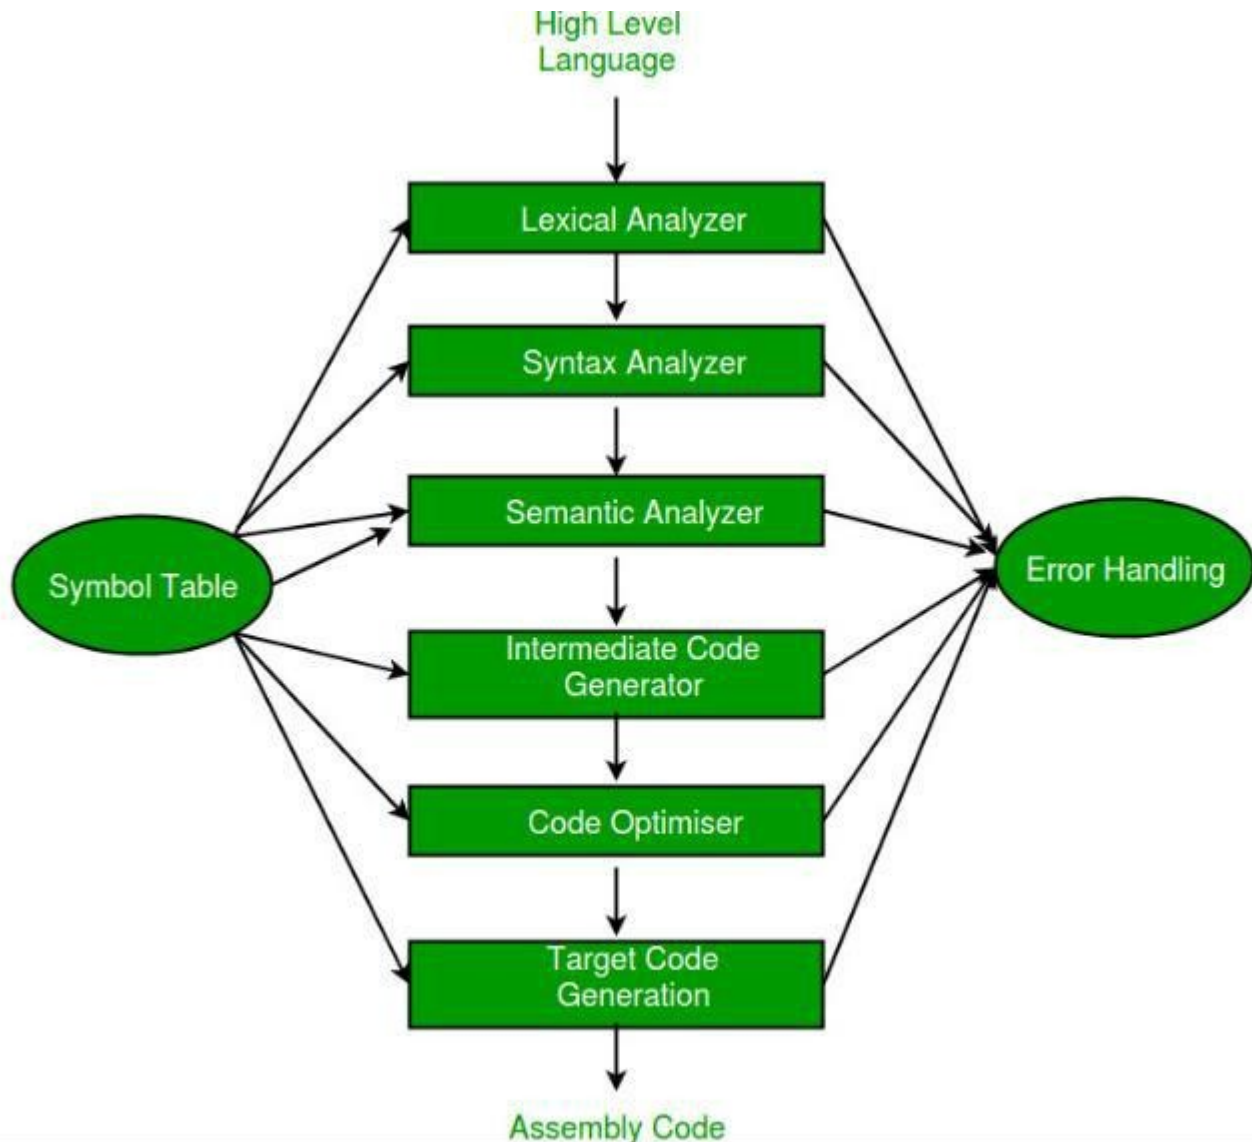 High Level
Language
Lexical Analyzer
Syntax Analyzer
Semantic Analyzer
Symbol Table
Error Handling
Intermediate Code
Generator
Code Optimiser
Target Code
Generation
Assembly Code